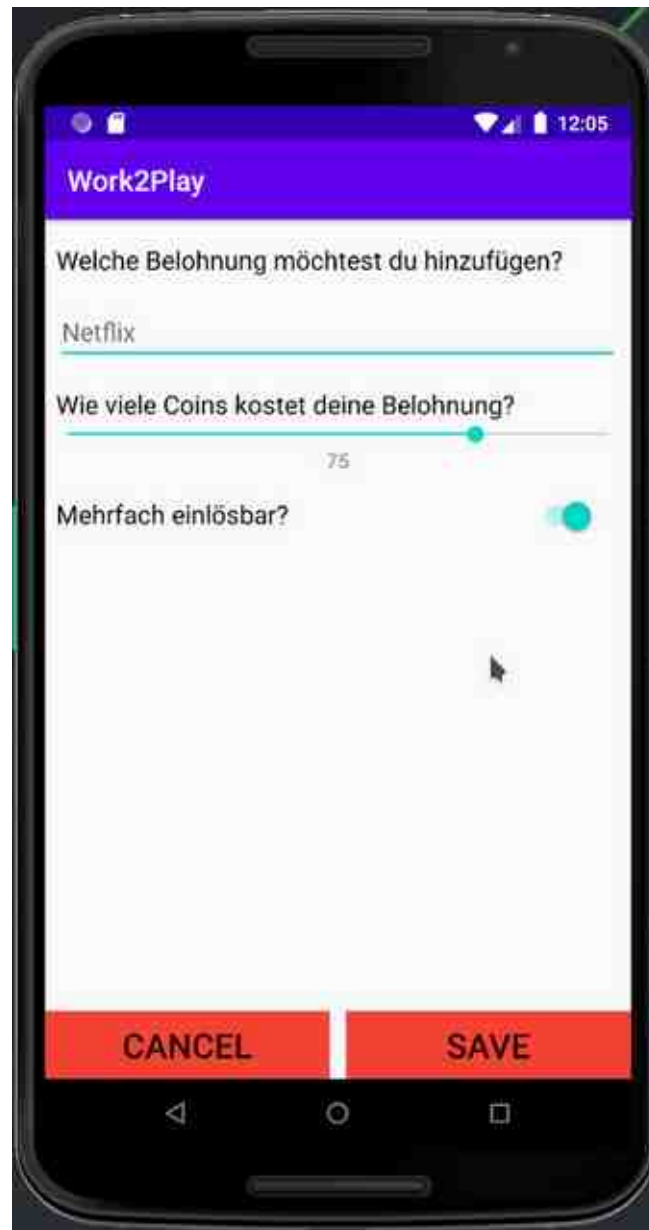 12:05
Work2Play
Welche Belohnung möchtest du hinzufügen?
Netflix
Wie viele Coins kostet deine Belohnung?
75
Mehrfach einlösbar?
CANCEL SAVE